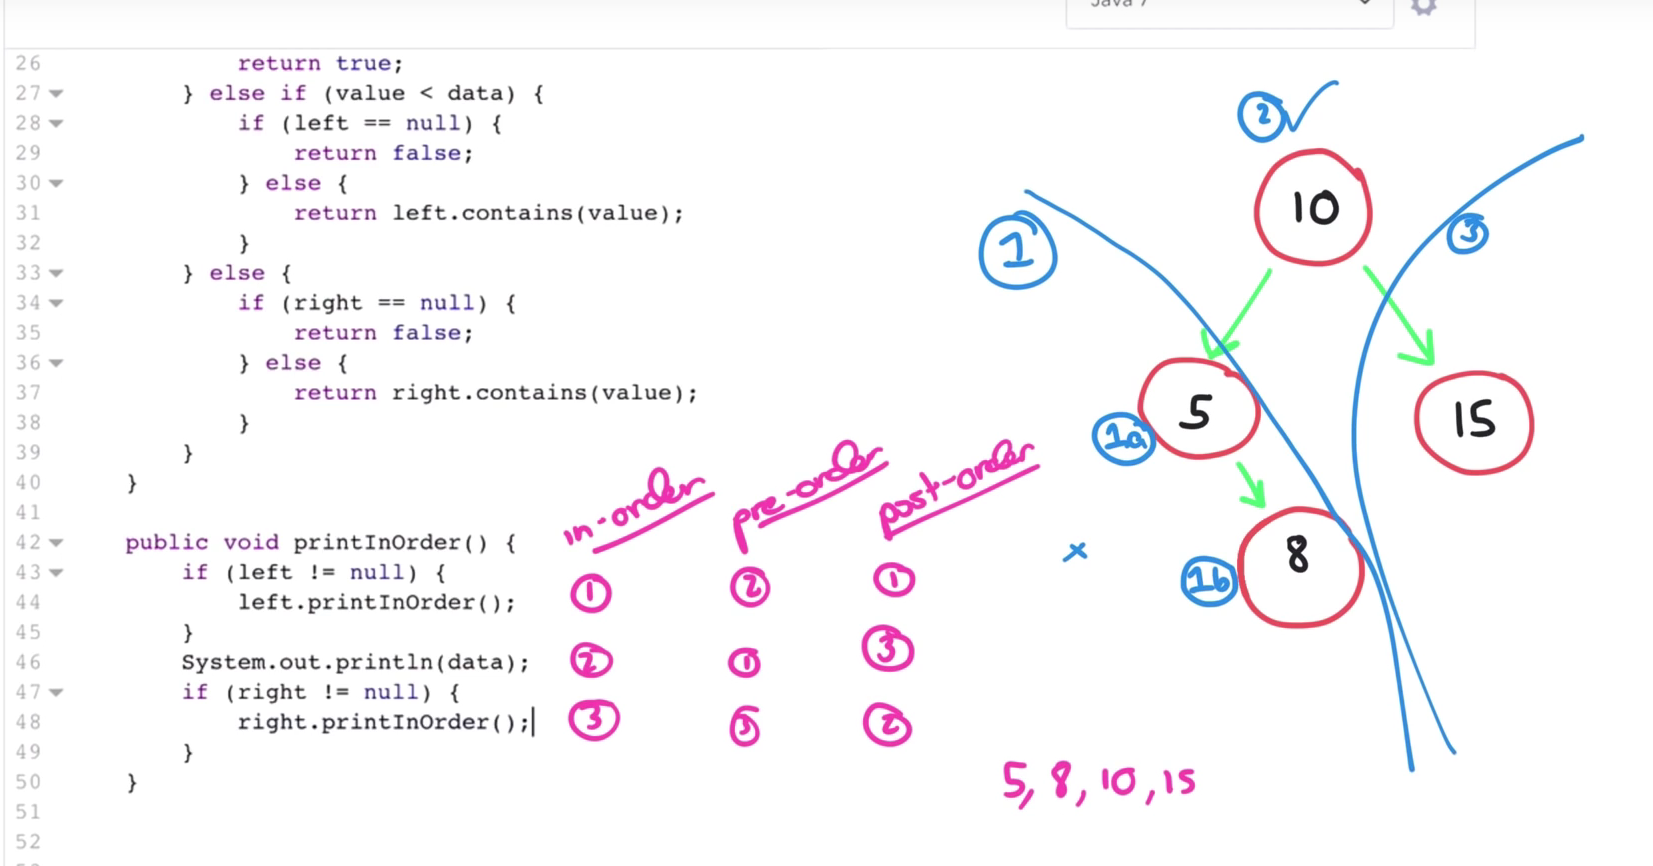 Java 7
26 return true;
27 } else if (value < data) {
28 if (left == null) {
29 return false;
30 } else {
31 return left.contains(value);
32 }
33 } else {
34 if (right == null) {
35 return false;
36 } else {
37 return right.contains(value);
38 }
39 }
40 }
41
42 public void printInOrder() {
43 if (left != null) {
44 left.printInOrder();
45 }
46 System.out.println(data);
47 if (right != null) {
48 right.printInOrder();
49 }
50 }
51
52
in-order pre-order post-order
1 2 1
2 1 3
3 3 2
2
10
1 3
5 15
1a
8
1b
x
5, 8, 10, 15